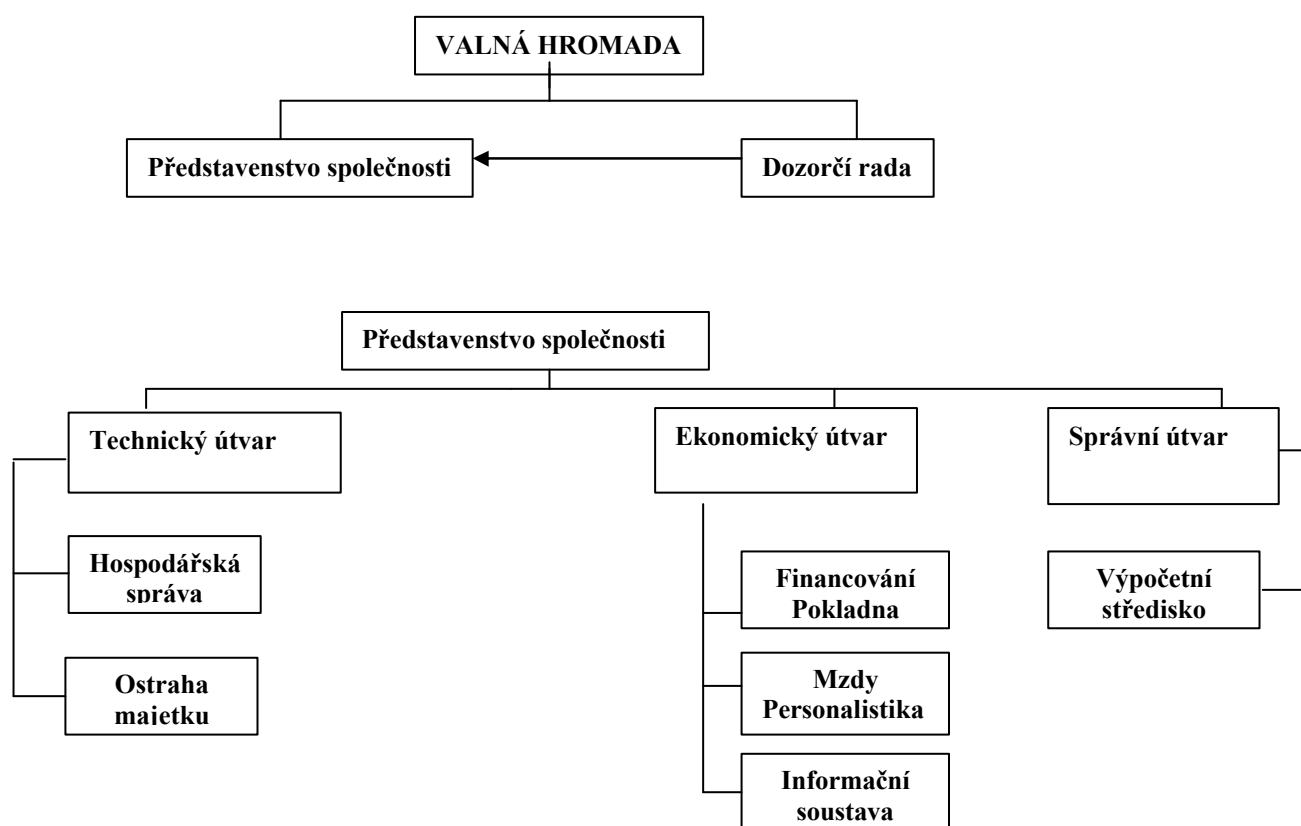 VALNÁ HROMADA
Představenstvo společnosti
Dozorčí rada
Představenstvo společnosti
Technický útvar
Ekonomický útvar
Správní útvar
Hospodářská
správa
Financování
Pokladna
Výpočetní
středisko
Ostraha
majetku
Mzdy
Personalistika
Informační
soustava